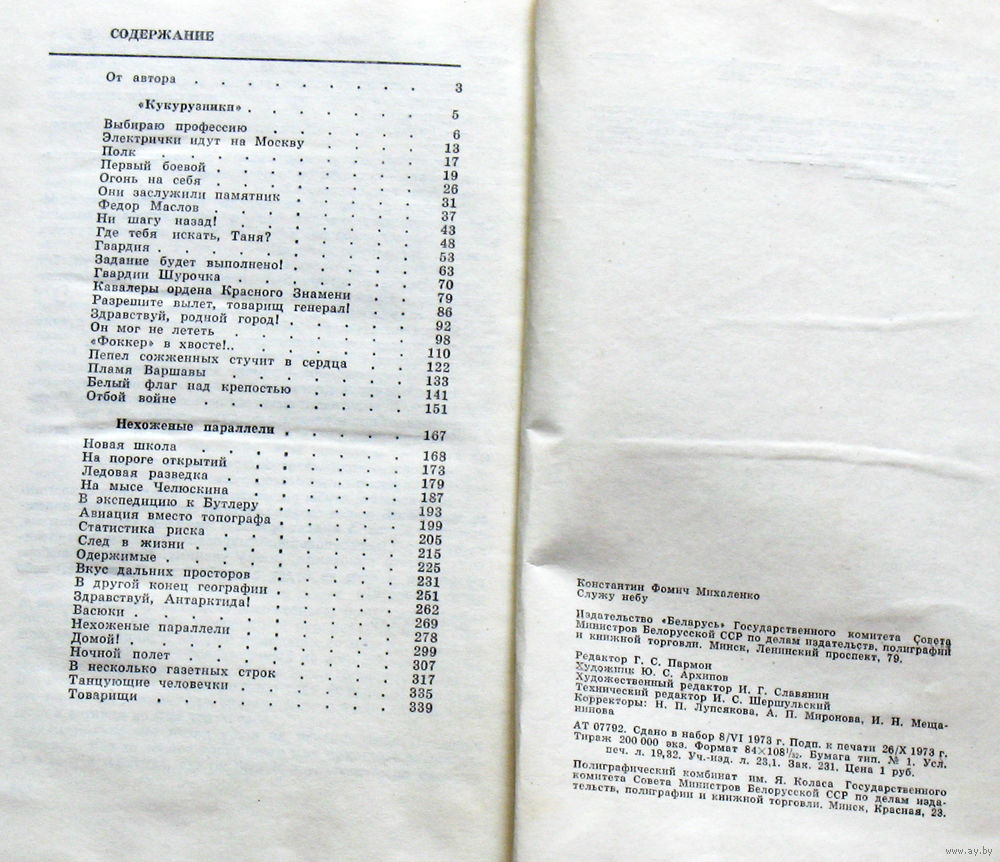 СОДЕРЖАНИЕ
От автора . . . . . . . . . 3
«Кукурузники» . . . . . . . 5
Выбираю профессию . . . . . 6
Электрички идут на Москву . . . . 13
Полк . . . . . . . . . . 17
Первый боевой . . . . . . . . 19
Огонь на себя . . . . . . . . 26
Они заслужили памятник . . . . . 31
Федор Маслов . . . . . . . . 37
Ни шагу назад! . . . . . . . 43
Где тебя искать, Таня? . . . . . 48
Гвардия . . . . . . . . . 53
Задание будет выполнено! . . . . . 63
Гвардии Шурочка . . . . . . . 70
Кавалеры ордена Красного Знамени . . 79
Разрешите вылет, товарищ генерал! . . 86
Здравствуй, родной город! . . . . . 92
Он мог не лететь . . . . . . . 98
«Фоккер» в хвосте!.. . . . . . . 110
Пепел сожженных стучит в сердца . . 122
Пламя Варшавы . . . . . . . 133
Белый флаг над крепостью . . . . 141
Отбой войне . . . . . . . . 151
Нехоженые параллели . . . . . 167
Новая школа . . . . . . . . 168
На пороге открытий . . . . . . 173
Ледовая разведка . . . . . . . 179
На мысе Челюскина . . . . . . 187
В экспедицию к Бутлеру . . . . . 193
Авиация вместо топографа . . . . . 199
Статистика риска . . . . . . . 205
След в жизни . . . . . . . . 215
Одержимые . . . . . . . . . 225
Вкус дальних просторов . . . . . 231
В другой конец географии . . . . . 251
Здравствуй, Антарктида! . . . . . 262
Васюки . . . . . . . . . . 269
Нехоженые параллели . . . . . . 278
Домой! . . . . . . . . . . 299
Ночной полет . . . . . . . . 307
В несколько газетных строк . . . . 317
Танцующие человечки . . . . . . 335
Товарищи . . . . . . . . . 339
Константин Фомич Михаленко
Служу небу
Издательство «Беларусь» Государственного комитета Совета
Министров Белорусской ССР по делам издательств, полиграфии
и книжной торговли. Минск, Ленинский проспект, 79.
Редактор Г. С. Пармон
Художник Ю. С. Архипов
Художественный редактор И. Г. Славянин
Технический редактор И. С. Шершульский
Корректоры: Н. П. Лупсякова, А. П. Миронова, И. Н. Меща-
нинова
АТ 07792. Сдано в набор 8/VI 1973 г. Подп. к печати 26/X 1973 г.
Тираж 200 000 экз. Формат 84×108¹/₃₂. Бумага тип. № 1. Усл.
печ. л. 19,32. Уч.-изд. л. 23,1. Зак. 231. Цена 1 руб.
Полиграфический комбинат им. Я. Коласа Государственного
комитета Совета Министров Белорусской ССР по делам изда-
тельств, полиграфии и книжной торговли. Минск, Красная, 23.
www.ay.by